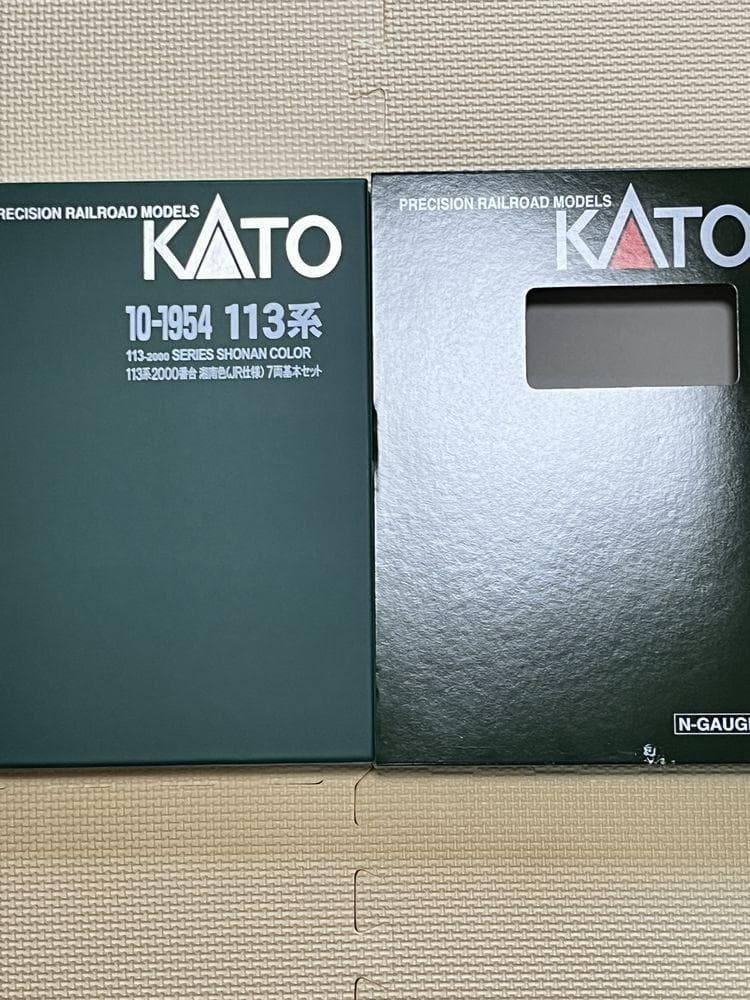 PRECISION RAILROAD MODELS
KATO
10-1954 113系
113-2000 SERIES SHONAN COLOR
113系2000番台 湘南色(JR仕様) 7両基本セット
PRECISION RAILROAD MODELS
KATO
N-GAUGE